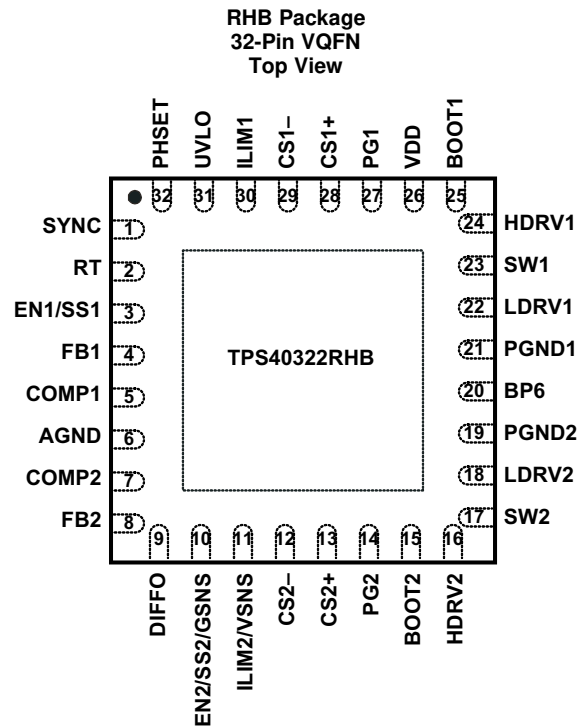 RHB Package
32-Pin VQFN
Top View
PHSET
UVLO
ILIM1
CS1–
CS1+
PG1
VDD
BOOT1
32
31
30
29
28
27
26
25
SYNC
1
RT
2
EN1/SS1
3
FB1
4
COMP1
5
AGND
6
COMP2
7
FB2
8
TPS40322RHB
24
HDRV1
23
SW1
22
LDRV1
21
PGND1
20
BP6
19
PGND2
18
LDRV2
17
SW2
9
10
11
12
13
14
15
16
DIFFO
EN2/SS2/GSNS
ILIM2/VSNS
CS2–
CS2+
PG2
BOOT2
HDRV2